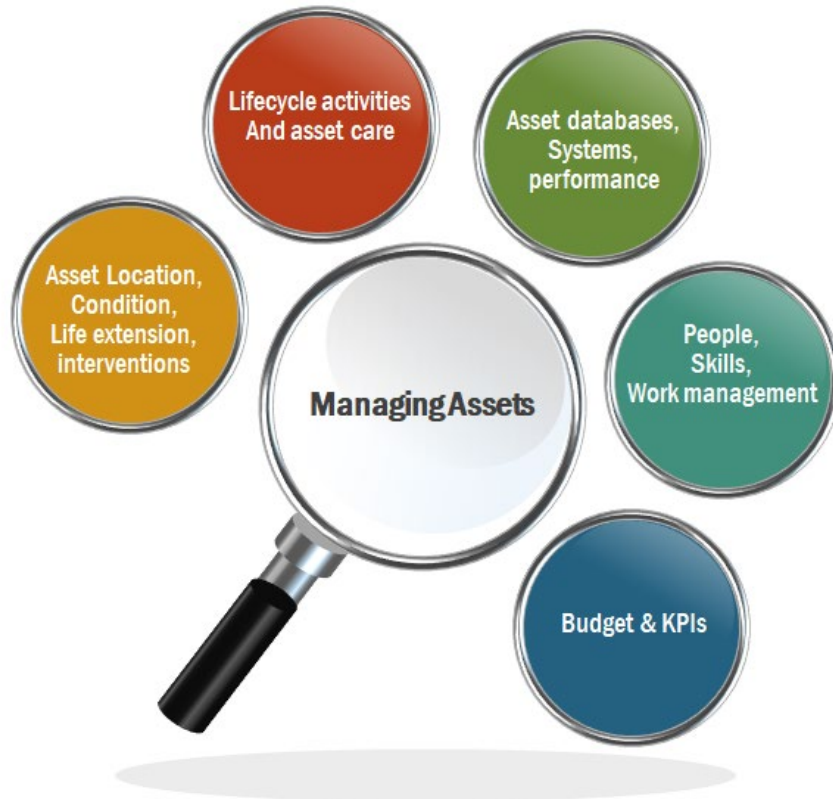 Lifecycle activities
And asset care
Asset databases,
Systems,
performance
Asset Location,
Condition,
Life extension,
interventions
People,
Skills,
Work management
Managing Assets
Budget & KPIs